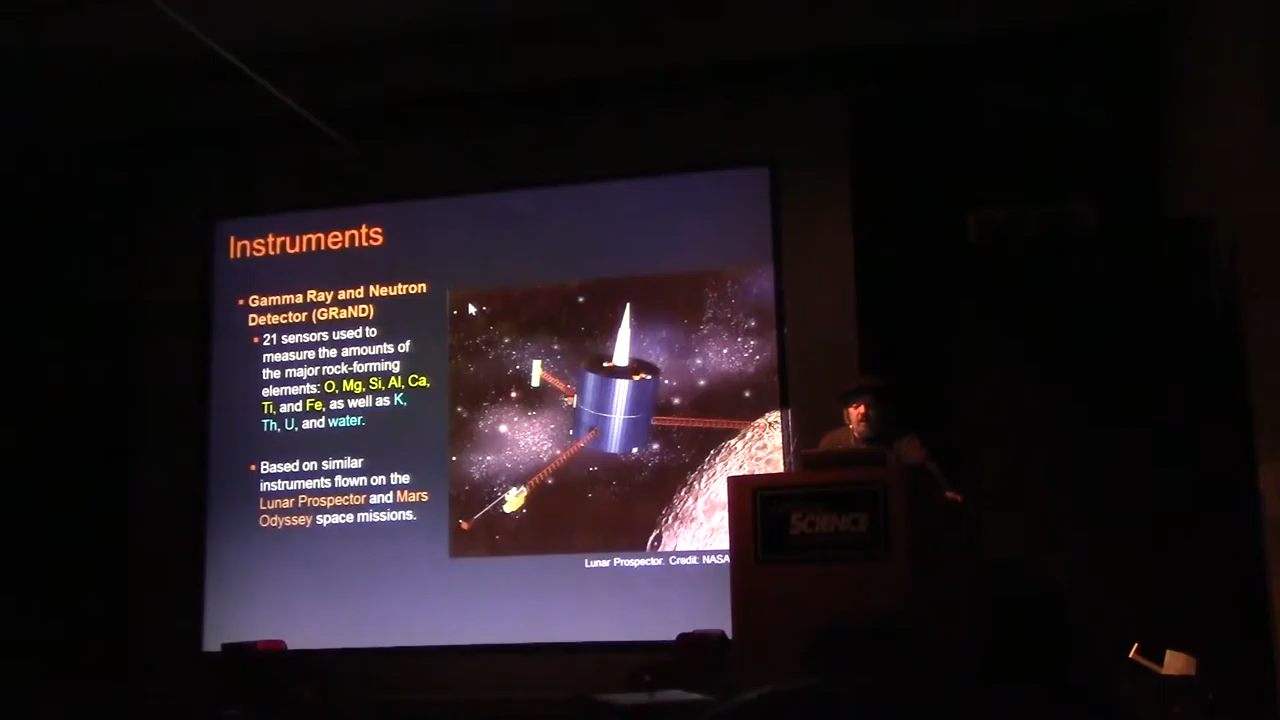 Instruments
▪ Gamma Ray and Neutron
Detector (GRaND)
▪ 21 sensors used to
measure the amounts of
the major rock-forming
elements: O, Mg, Si, Al, Ca,
Ti, and Fe, as well as K,
Th, U, and water.
▪ Based on similar
instruments flown on the
Lunar Prospector and Mars
Odyssey space missions.
Lunar Prospector. Credit: NASA
SCIENCE